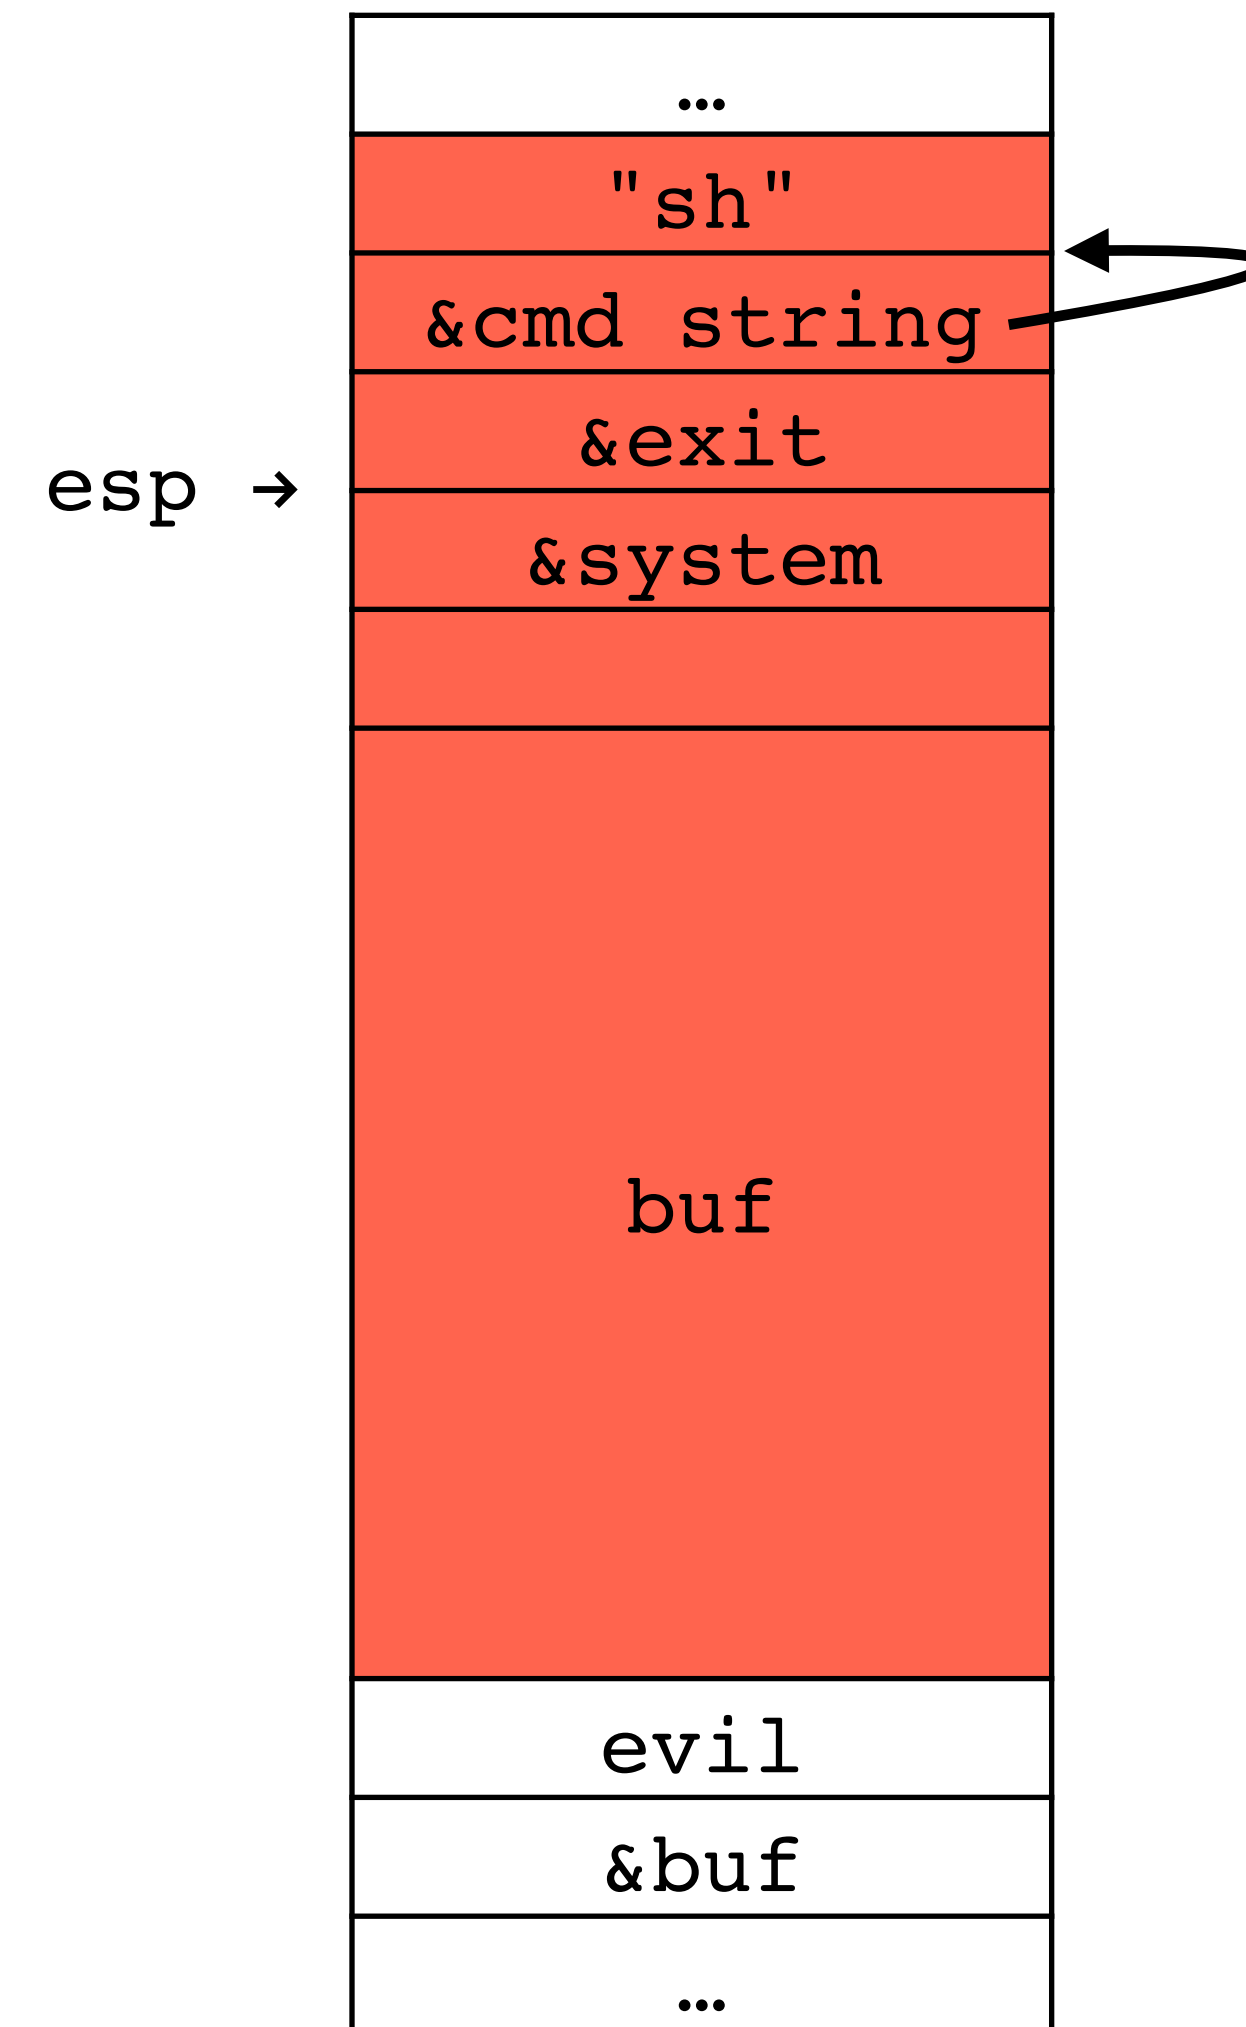 …
"sh"
&cmd string
&exit
esp →
&system
buf
evil
&buf
…